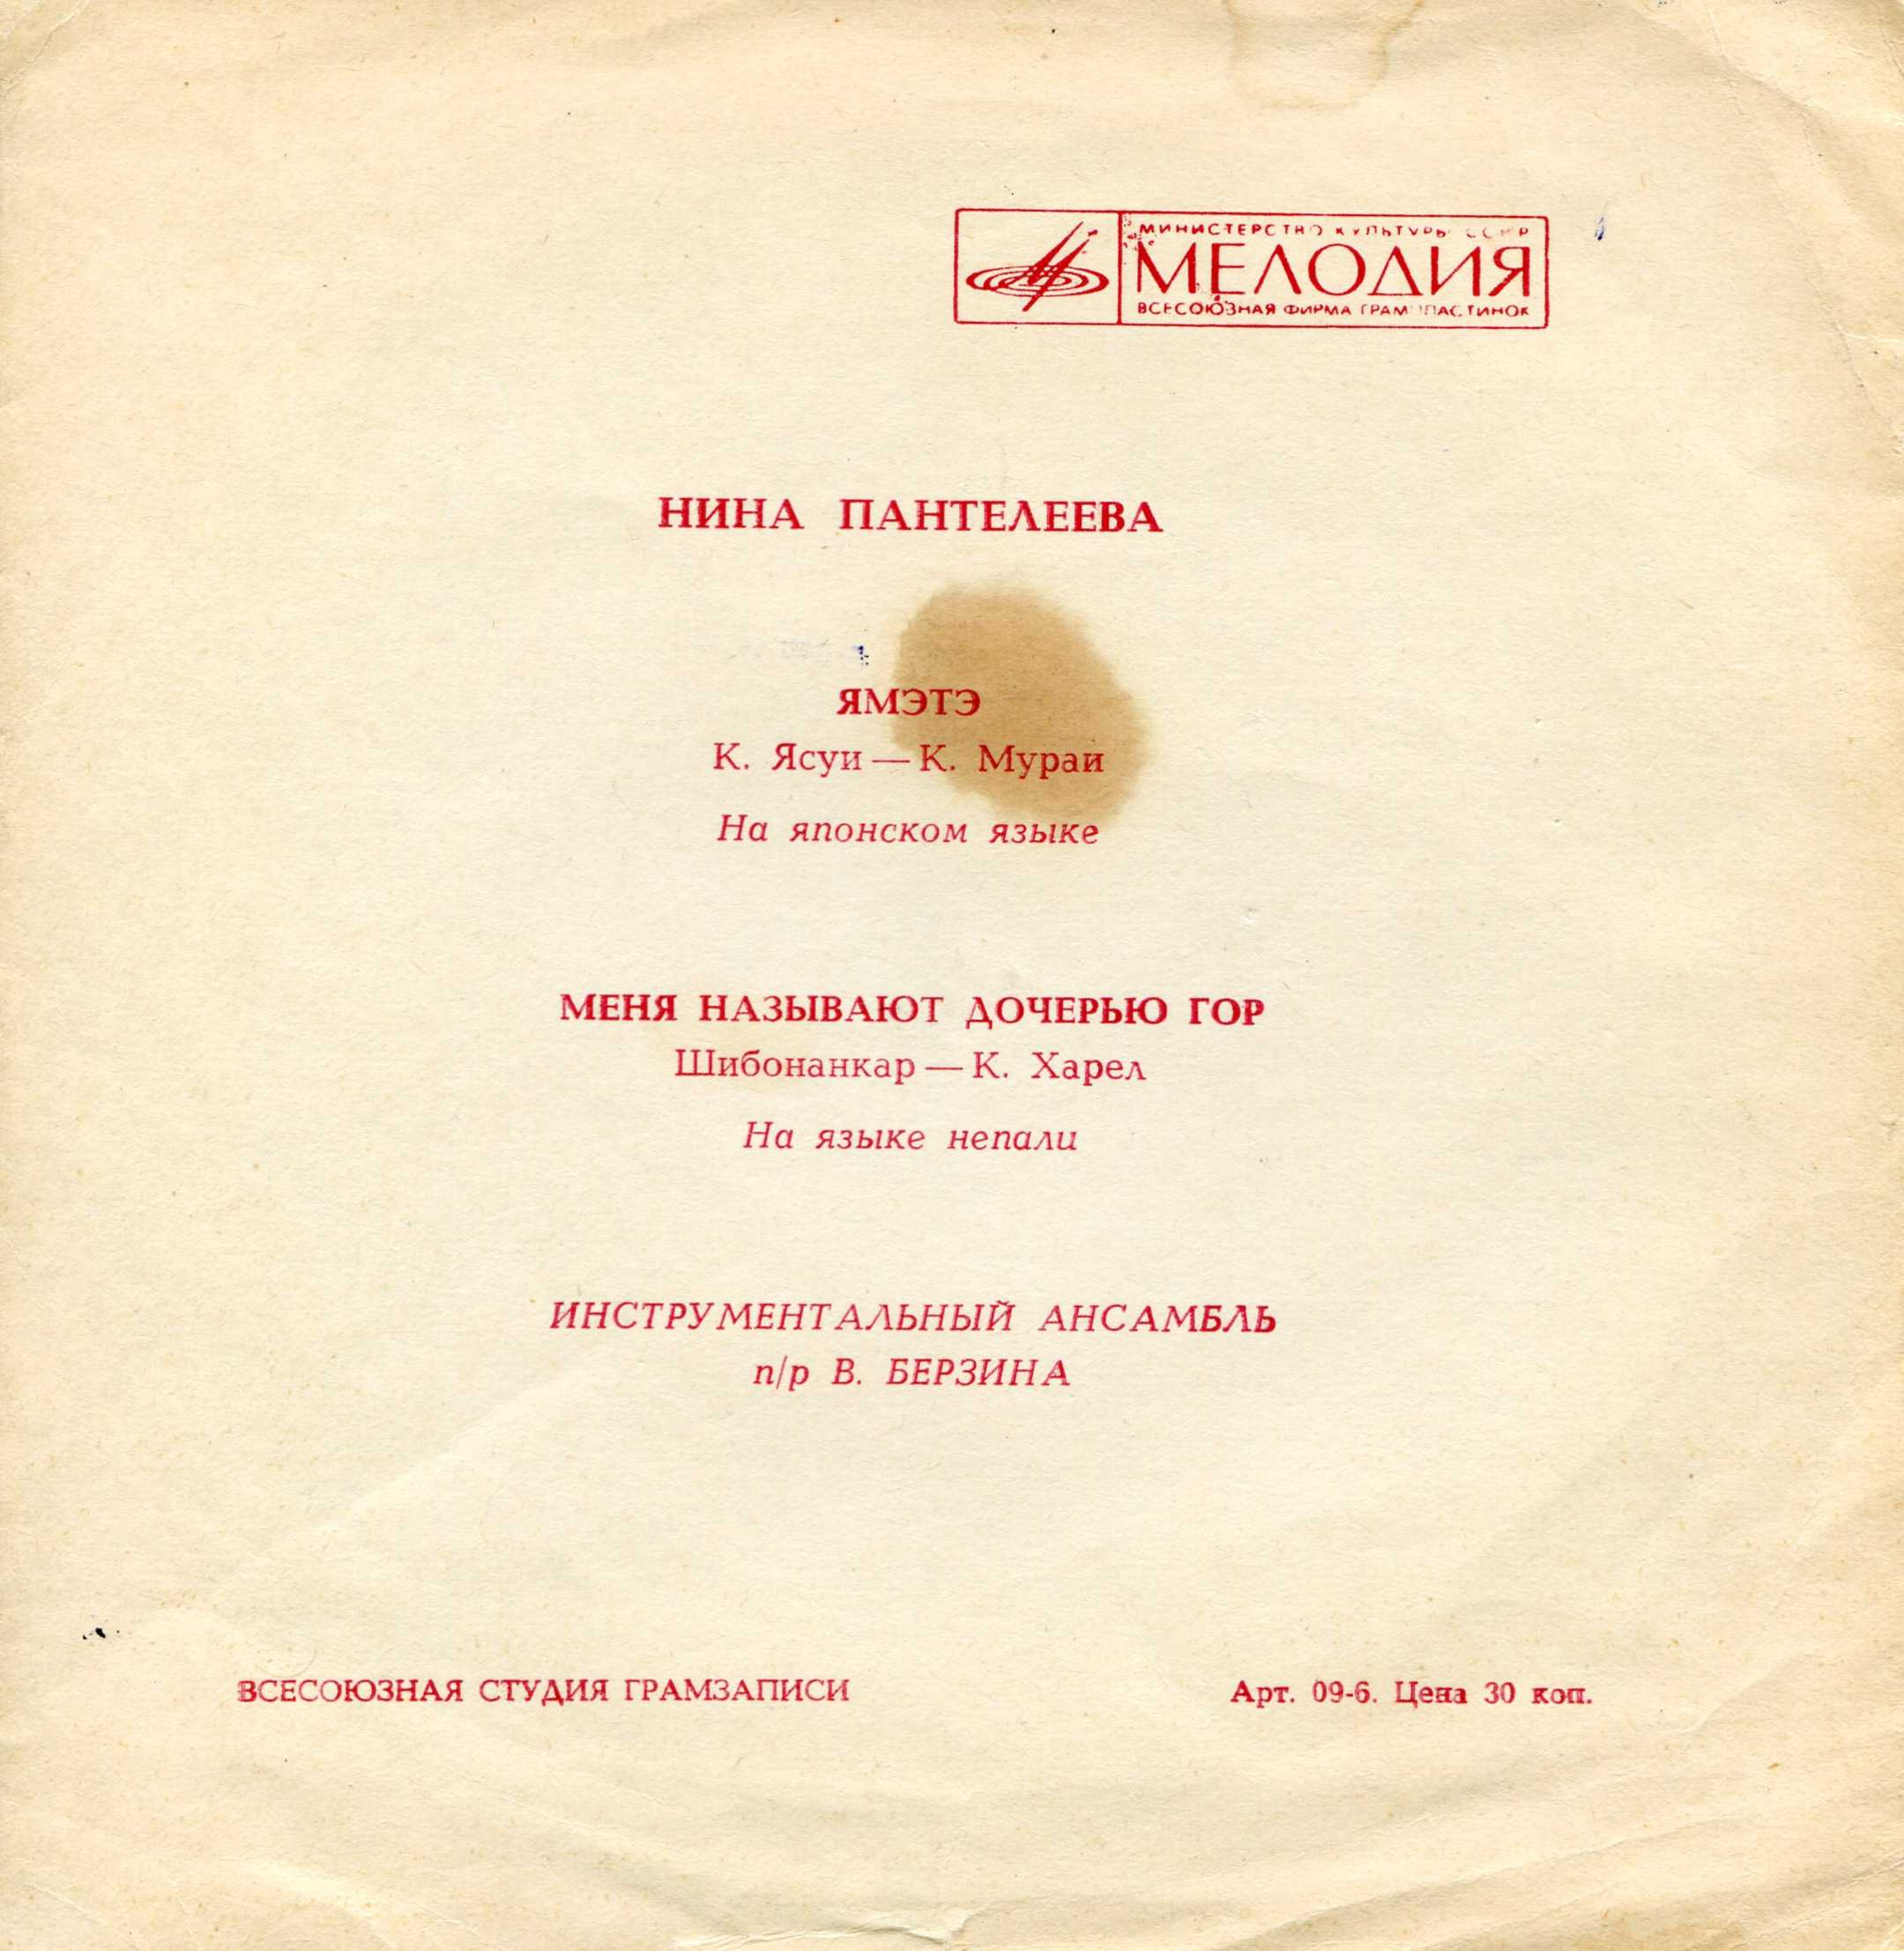 МИНИСТЕРСТВО КУЛЬТУРЫ СССР
МЕЛОДИЯ
ВСЕСОЮЗНАЯ ФИРМА ГРАМПЛАСТИНОК
НИНА ПАНТЕЛЕЕВА
ЯМЭТЭ
К. Ясуи — К. Мураи
На японском языке
МЕНЯ НАЗЫВАЮТ ДОЧЕРЬЮ ГОР
Шибонанкар — К. Харел
На языке непали
ИНСТРУМЕНТАЛЬНЫЙ АНСАМБЛЬ
п/р В. БЕРЗИНА
ВСЕСОЮЗНАЯ СТУДИЯ ГРАМЗАПИСИ
Арт. 09-6. Цена 30 коп.